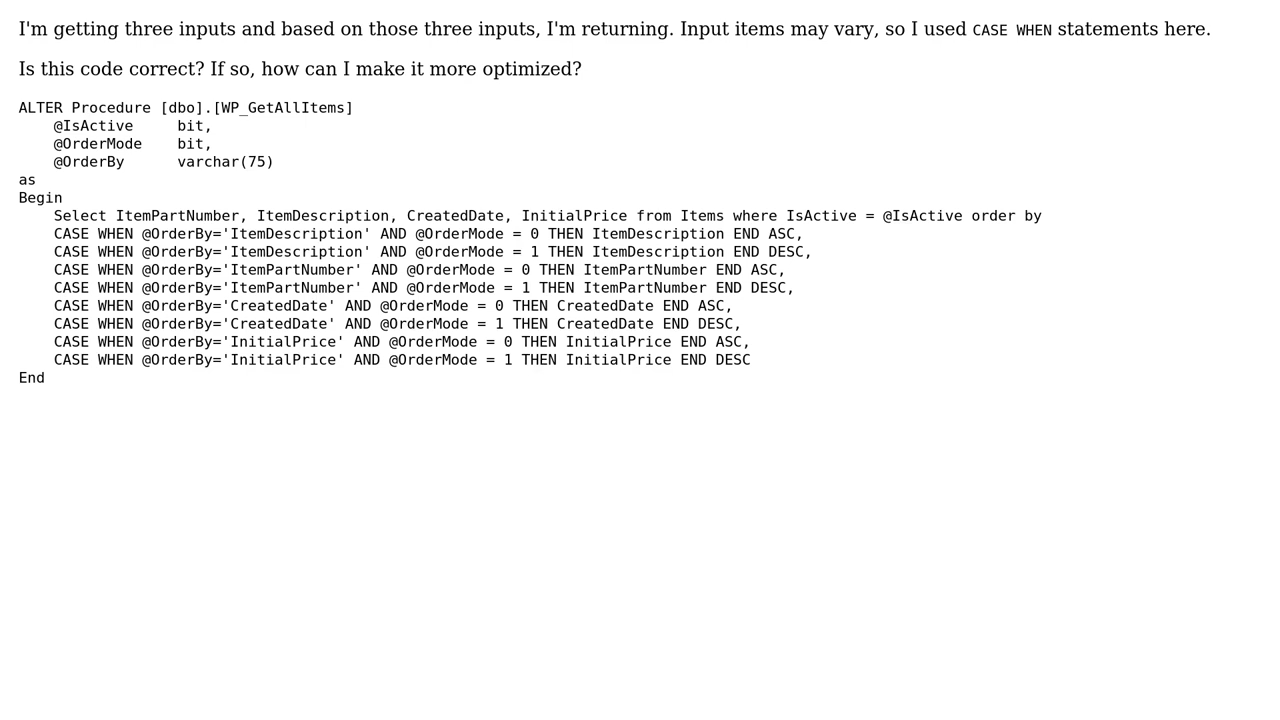 I'm getting three inputs and based on those three inputs, I'm returning. Input items may vary, so I used CASE WHEN statements here.
Is this code correct? If so, how can I make it more optimized?
ALTER Procedure [dbo].[WP_GetAllItems]
    @IsActive     bit,
    @OrderMode    bit,
    @OrderBy      varchar(75)
as
Begin
    Select ItemPartNumber, ItemDescription, CreatedDate, InitialPrice from Items where IsActive = @IsActive order by
    CASE WHEN @OrderBy='ItemDescription' AND @OrderMode = 0 THEN ItemDescription END ASC,
    CASE WHEN @OrderBy='ItemDescription' AND @OrderMode = 1 THEN ItemDescription END DESC,
    CASE WHEN @OrderBy='ItemPartNumber' AND @OrderMode = 0 THEN ItemPartNumber END ASC,
    CASE WHEN @OrderBy='ItemPartNumber' AND @OrderMode = 1 THEN ItemPartNumber END DESC,
    CASE WHEN @OrderBy='CreatedDate' AND @OrderMode = 0 THEN CreatedDate END ASC,
    CASE WHEN @OrderBy='CreatedDate' AND @OrderMode = 1 THEN CreatedDate END DESC,
    CASE WHEN @OrderBy='InitialPrice' AND @OrderMode = 0 THEN InitialPrice END ASC,
    CASE WHEN @OrderBy='InitialPrice' AND @OrderMode = 1 THEN InitialPrice END DESC
End